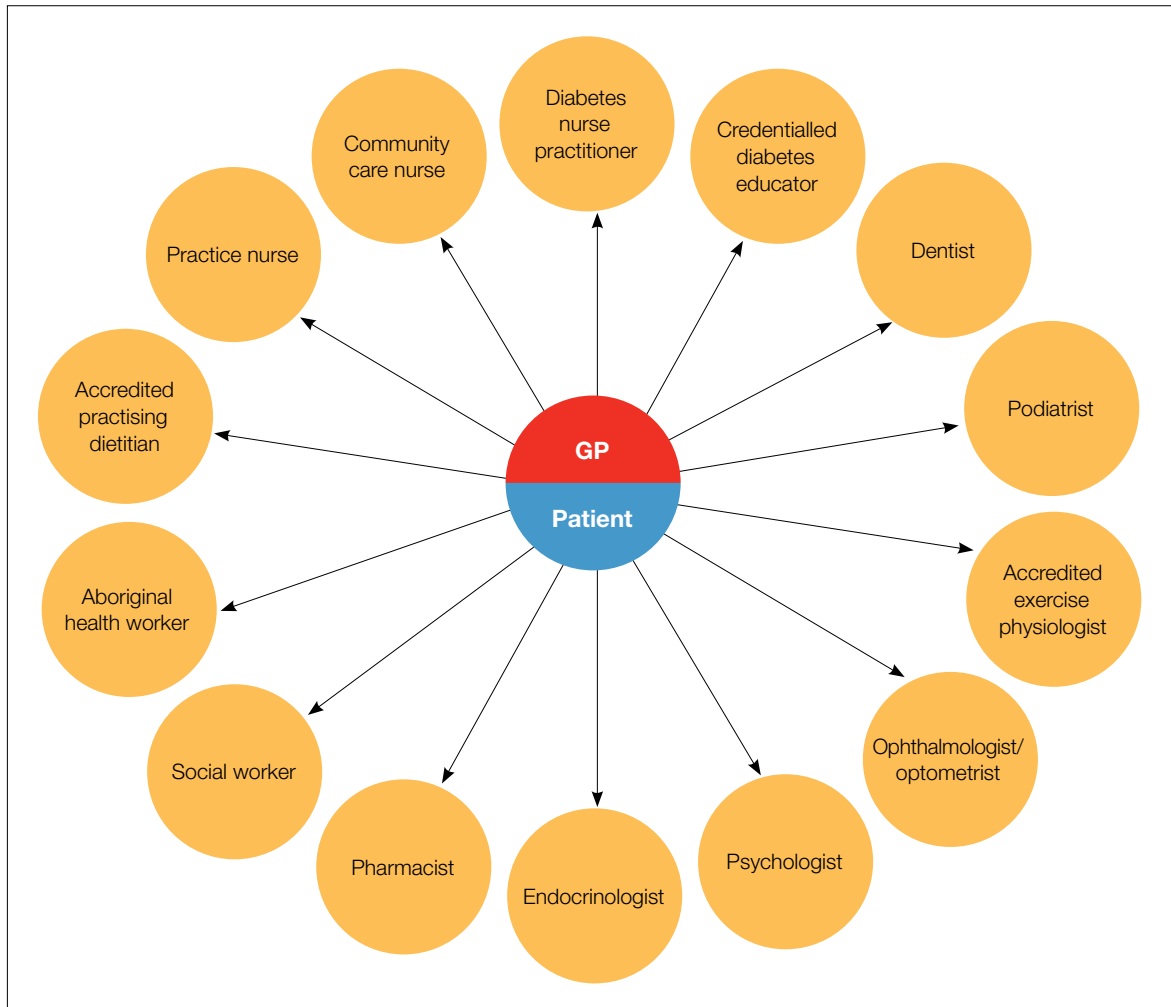 Diabetes
nurse
practitioner
Credentialled
diabetes
educator
Dentist
Podiatrist
Accredited
exercise
physiologist
Ophthalmologist/
optometrist
Psychologist
Endocrinologist
Pharmacist
Social worker
Aboriginal
health worker
Accredited
practising
dietitian
Practice nurse
Community
care nurse
GP
Patient